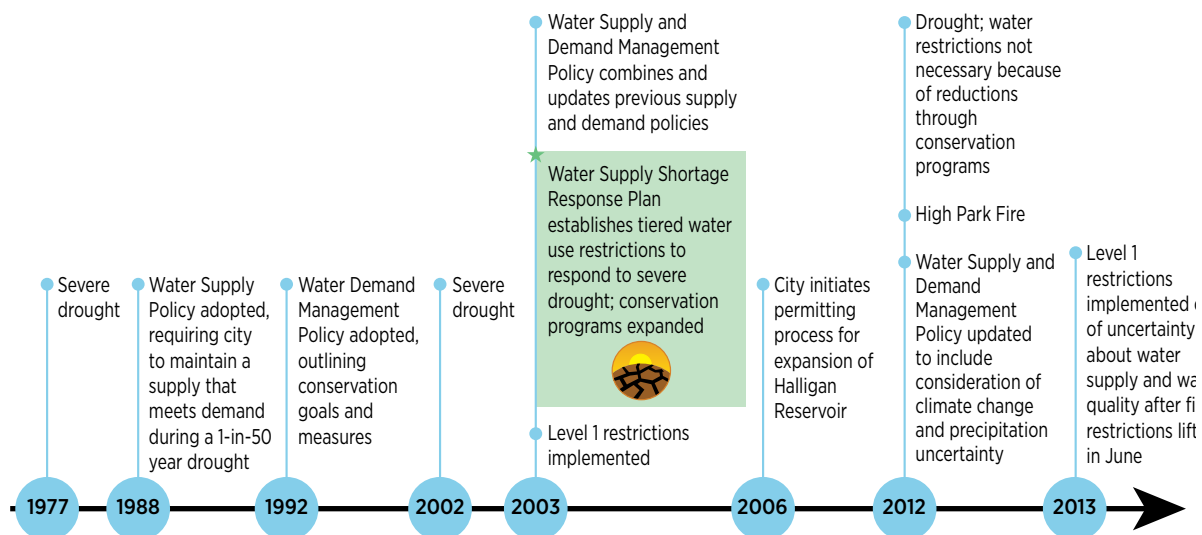 Severe
drought
Water Supply
Policy adopted,
requiring city
to maintain a
supply that
meets demand
during a 1-in-50
year drought
Water Demand
Management
Policy adopted,
outlining
conservation
goals and
measures
Severe
drought
Water Supply and
Demand Management
Policy combines and
updates previous supply
and demand policies
Water Supply Shortage
Response Plan
establishes tiered water
use restrictions to
respond to severe
drought; conservation
programs expanded
Level 1 restrictions
implemented
City initiates
permitting
process for
expansion of
Halligan
Reservoir
Drought; water
restrictions not
necessary because
of reductions
through
conservation
programs
High Park Fire
Water Supply and
Demand
Management
Policy updated
to include
consideration of
climate change
and precipitation
uncertainty
Level 1
restrictions
implemented
of uncertainty
about water
supply and
quality after
restrictions
in June
1977
1988
1992
2002
2003
2006
2012
2013